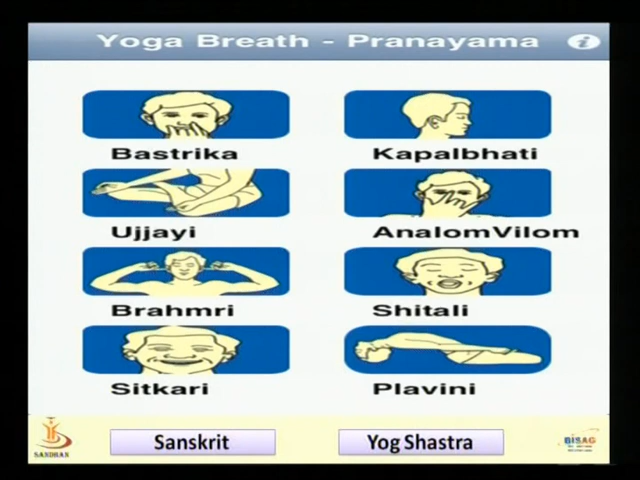 Yoga Breath - Pranayama
Bastrika
Kapalbhati
Ujjayi
AnalomVilom
Brahmri
Shitali
Sitkari
Plavini
SANDHAN
Sanskrit
Yog Shastra
BISAG